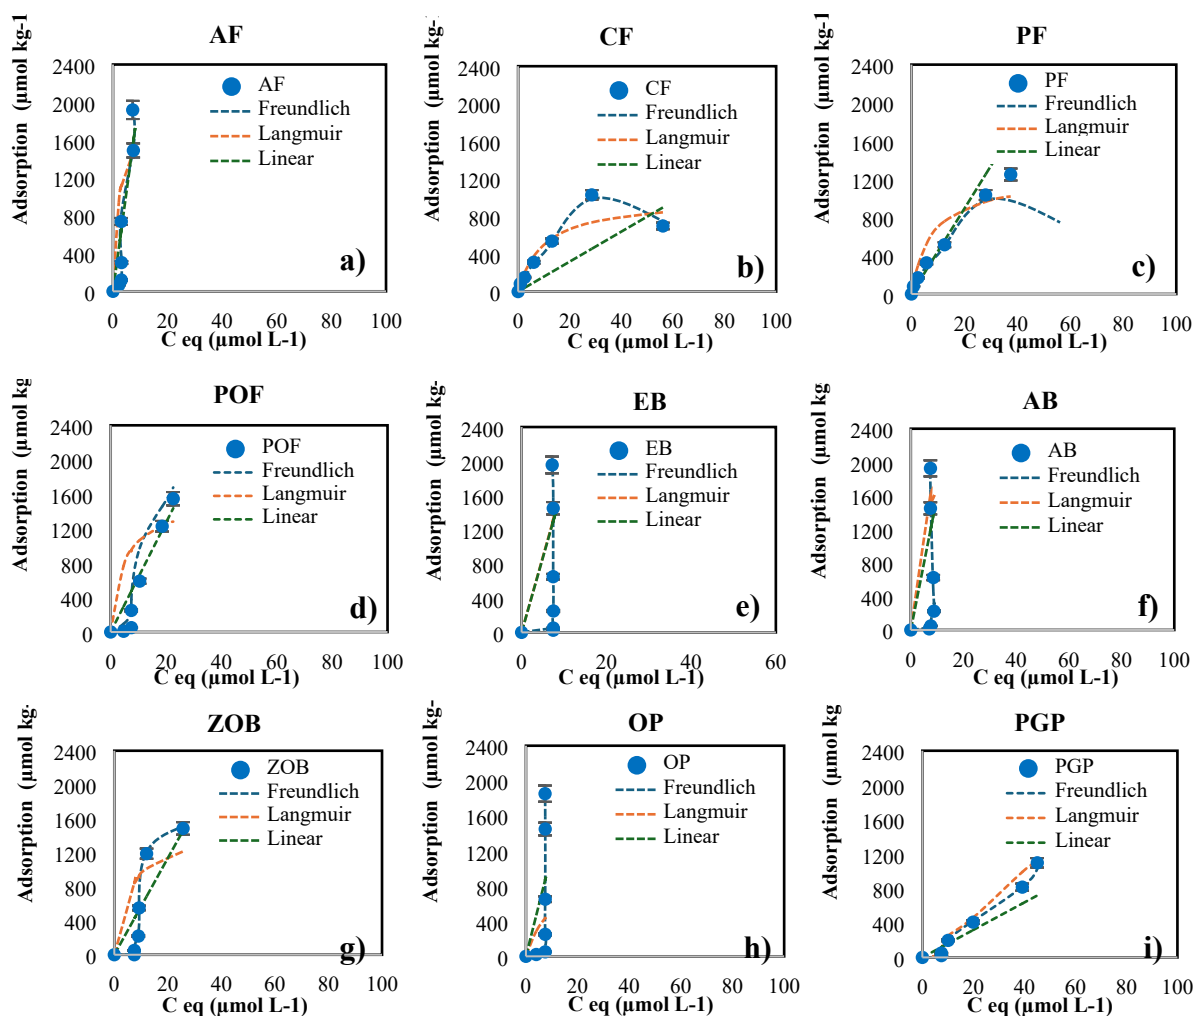 AF
Adsorption (µmol kg-1
2400
2000
1600
1200
800
400
0
AF
Freundlich
Langmuir
Linear
a)
0 20 40 60 80 100
C eq (µmol L-1)
CF
Adsorption (µmol kg-
2400
2000
1600
1200
800
400
0
CF
Freundlich
Langmuir
Linear
b)
0 20 40 60 80 100
C eq (µmol L-1)
PF
Adsorption (µmol kg-1
2400
2000
1600
1200
800
400
0
PF
Freundlich
Langmuir
Linear
c)
0 20 40 60 80 100
C eq (µmol L-1)
POF
Adsorption (µmol kg
2400
2000
1600
1200
800
400
0
POF
Freundlich
Langmuir
Linear
d)
0 20 40 60 80 100
C eq (µmol L-1)
EB
Adsorption (µmol kg-
2400
2000
1600
1200
800
400
0
EB
Freundlich
Langmuir
Linear
e)
0 20 40 60
C eq (µmol L-1)
AB
Adsorption (µmol kg
2400
2000
1600
1200
800
400
0
AB
Freundlich
Langmuir
Linear
f)
0 20 40 60 80 100
C eq (µmol L-1)
ZOB
Adsorption (µmol kg-
2400
2000
1600
1200
800
400
0
ZOB
Freundlich
Langmuir
Linear
g)
0 20 40 60 80 100
C eq (µmol L-1)
OP
Adsorption (µmol kg-
2400
2000
1600
1200
800
400
0
OP
Freundlich
Langmuir
Linear
h)
0 20 40 60 80 100
C eq (µmol L-1)
PGP
Adsorption (µmol kg
2400
2000
1600
1200
800
400
0
PGP
Freundlich
Langmuir
Linear
i)
0 20 40 60 80 100
C eq (µmol L-1)